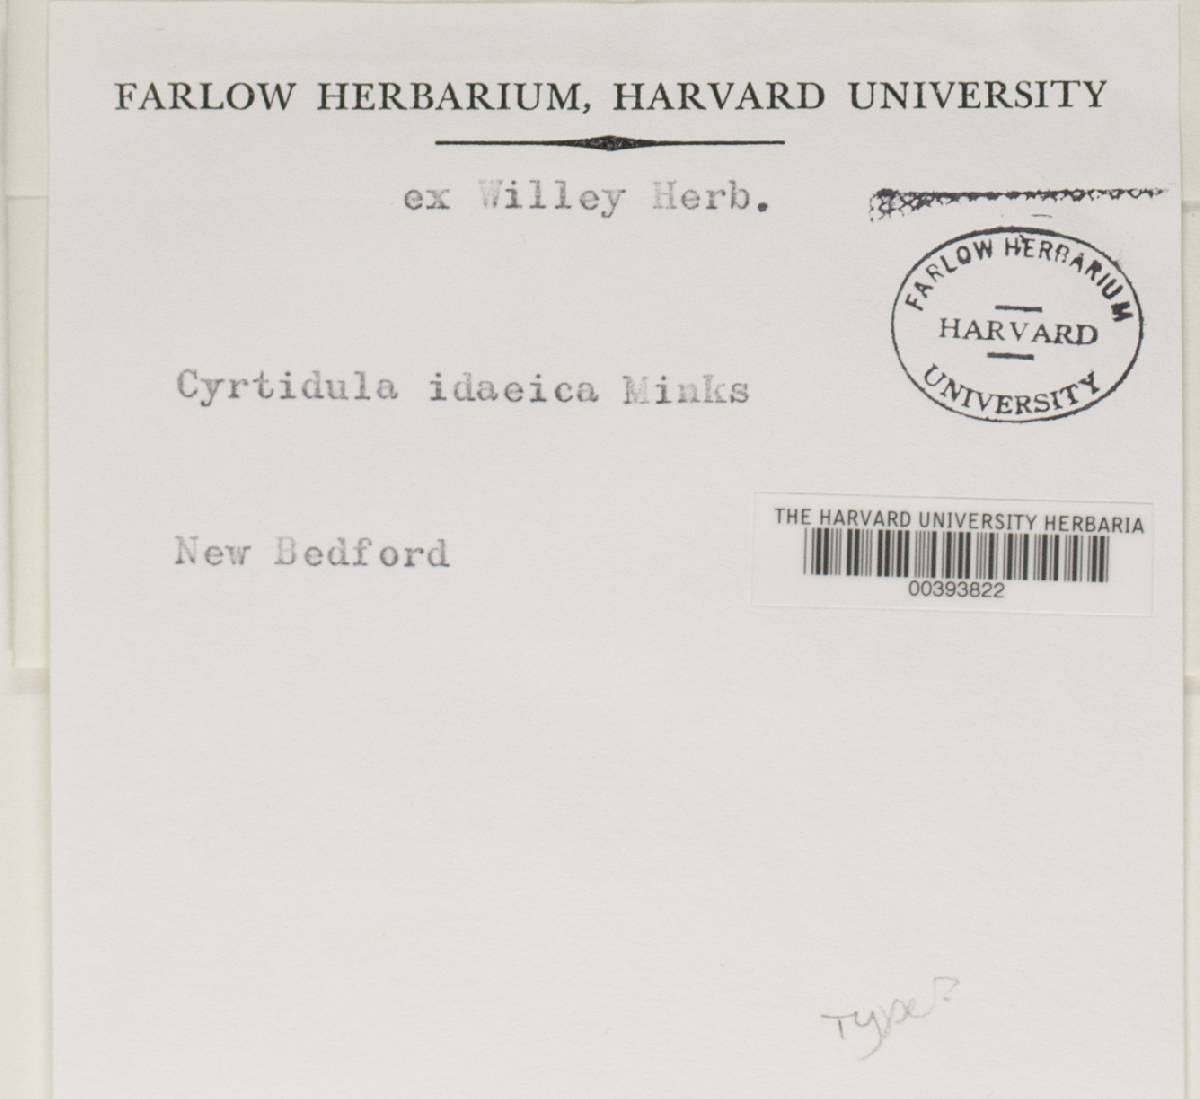 FARLOW HERBARIUM, HARVARD UNIVERSITY
ex Willey Herb.
FARLOW HERBARIUM
HARVARD
UNIVERSITY
Cyrtidula idaeica Minks
THE HARVARD UNIVERSITY HERBARIA
00393822
New Bedford
Type?